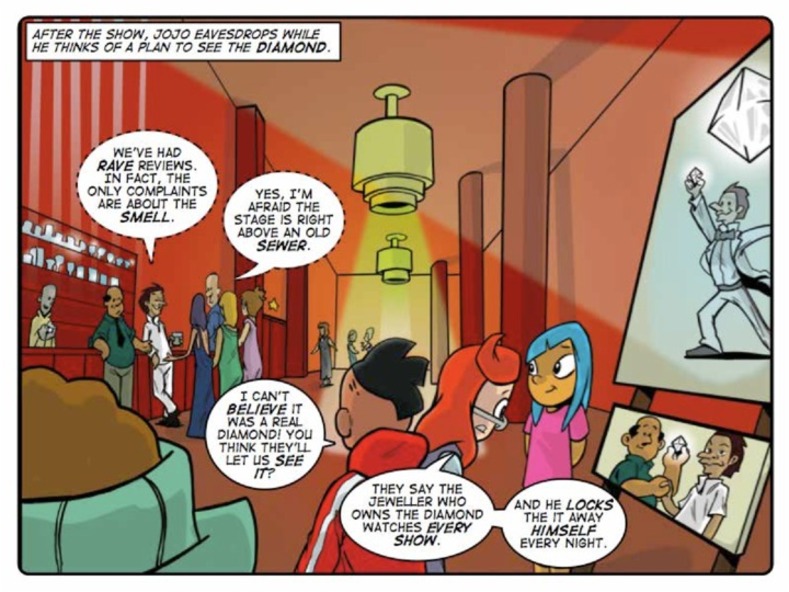 AFTER THE SHOW, JOJO EAVESDROPS WHILE
HE THINKS OF A PLAN TO SEE THE DIAMOND.
WE'VE HAD
RAVE REVIEWS.
IN FACT, THE
ONLY COMPLAINTS
ARE ABOUT THE
SMELL.
YES, I'M
AFRAID THE
STAGE IS RIGHT
ABOVE AN OLD
SEWER.
I CAN'T
BELIEVE IT
WAS A REAL
DIAMOND! YOU
THINK THEY'LL
LET US SEE
IT?
THEY SAY THE
JEWELLER WHO
OWNS THE DIAMOND
WATCHES EVERY
SHOW.
AND HE LOCKS
THE IT AWAY
HIMSELF
EVERY NIGHT.